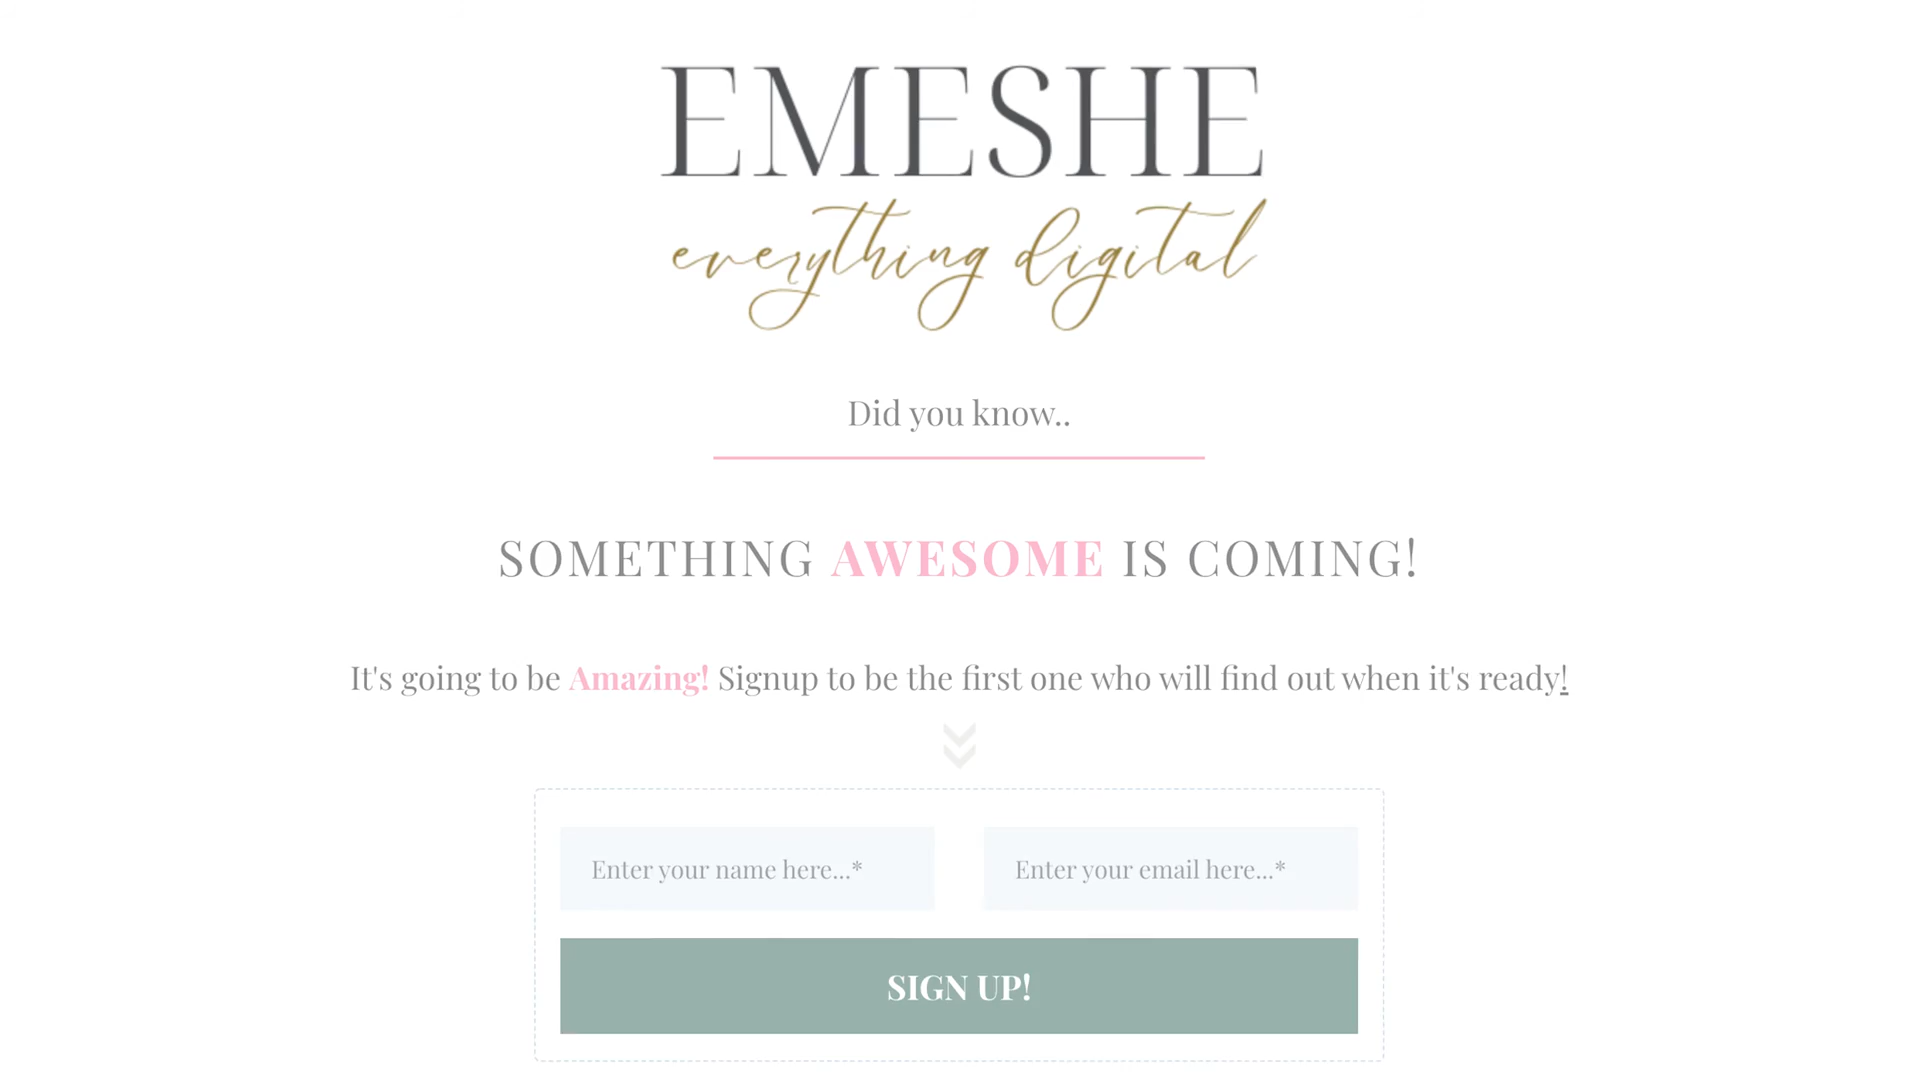 EMESHE
everything digital
Did you know..
SOMETHING AWESOME IS COMING!
It's going to be Amazing! Signup to be the first one who will find out when it's ready!
Enter your name here...*
Enter your email here...*
SIGN UP!